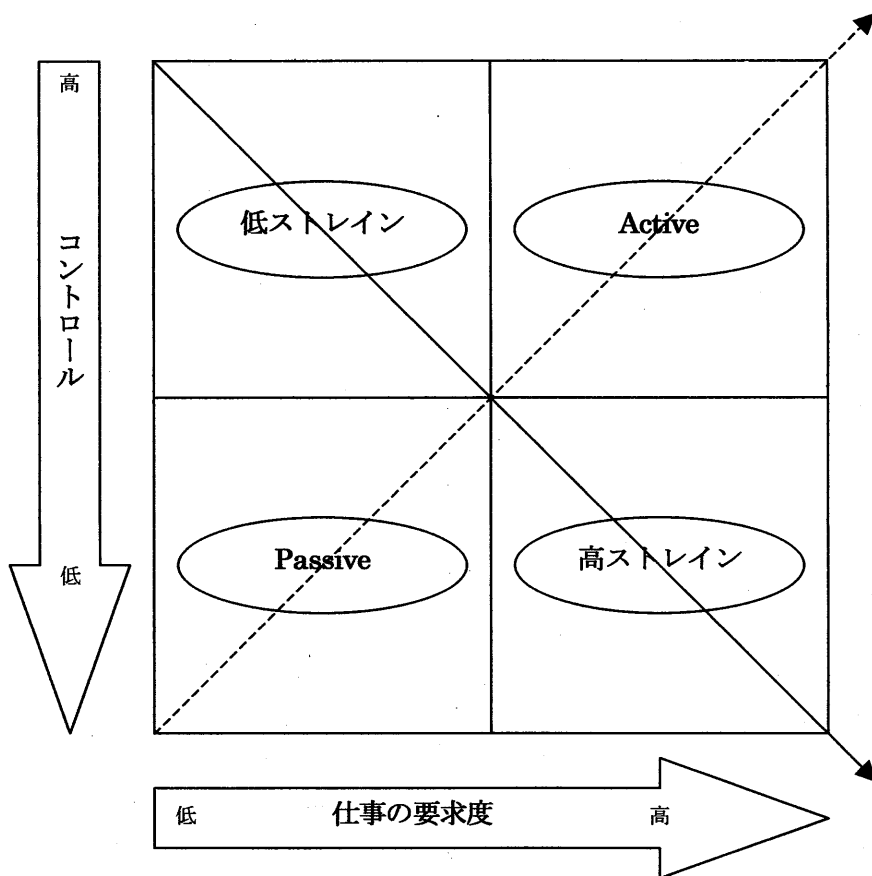 高
コントロール
低
低ストレイン
Active
Passive
高ストレイン
低
仕事の要求度
高